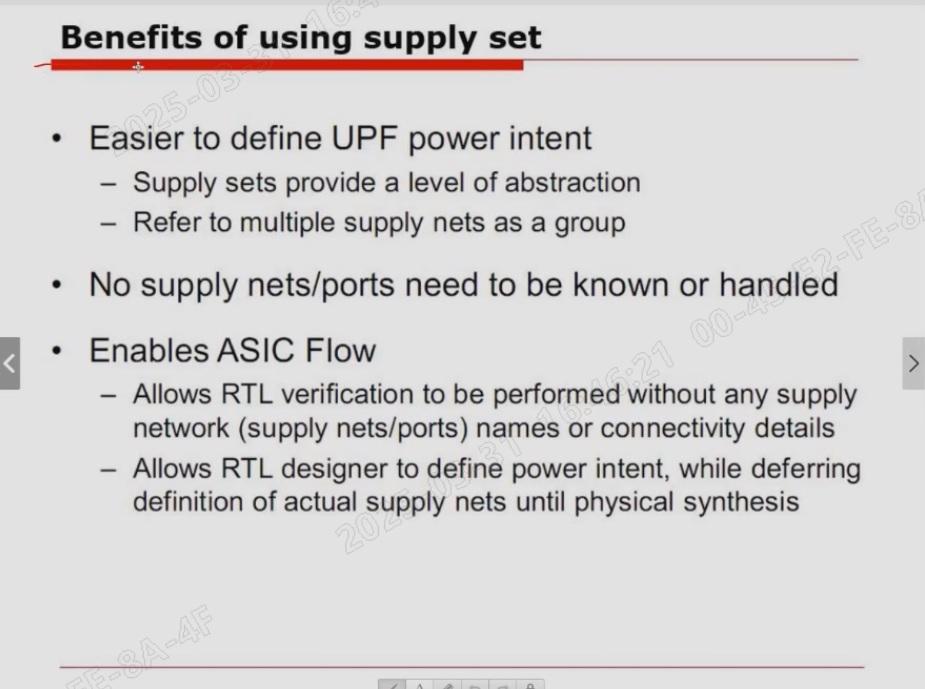 Benefits of using supply set
• Easier to define UPF power intent
– Supply sets provide a level of abstraction
– Refer to multiple supply nets as a group
• No supply nets/ports need to be known or handled
• Enables ASIC Flow
– Allows RTL verification to be performed without any supply
network (supply nets/ports) names or connectivity details
– Allows RTL designer to define power intent, while deferring
definition of actual supply nets until physical synthesis
2025-03-31 16:4
2025-03-31 16:46:21 00-4
E2-FE-8A
FE-8A-4F